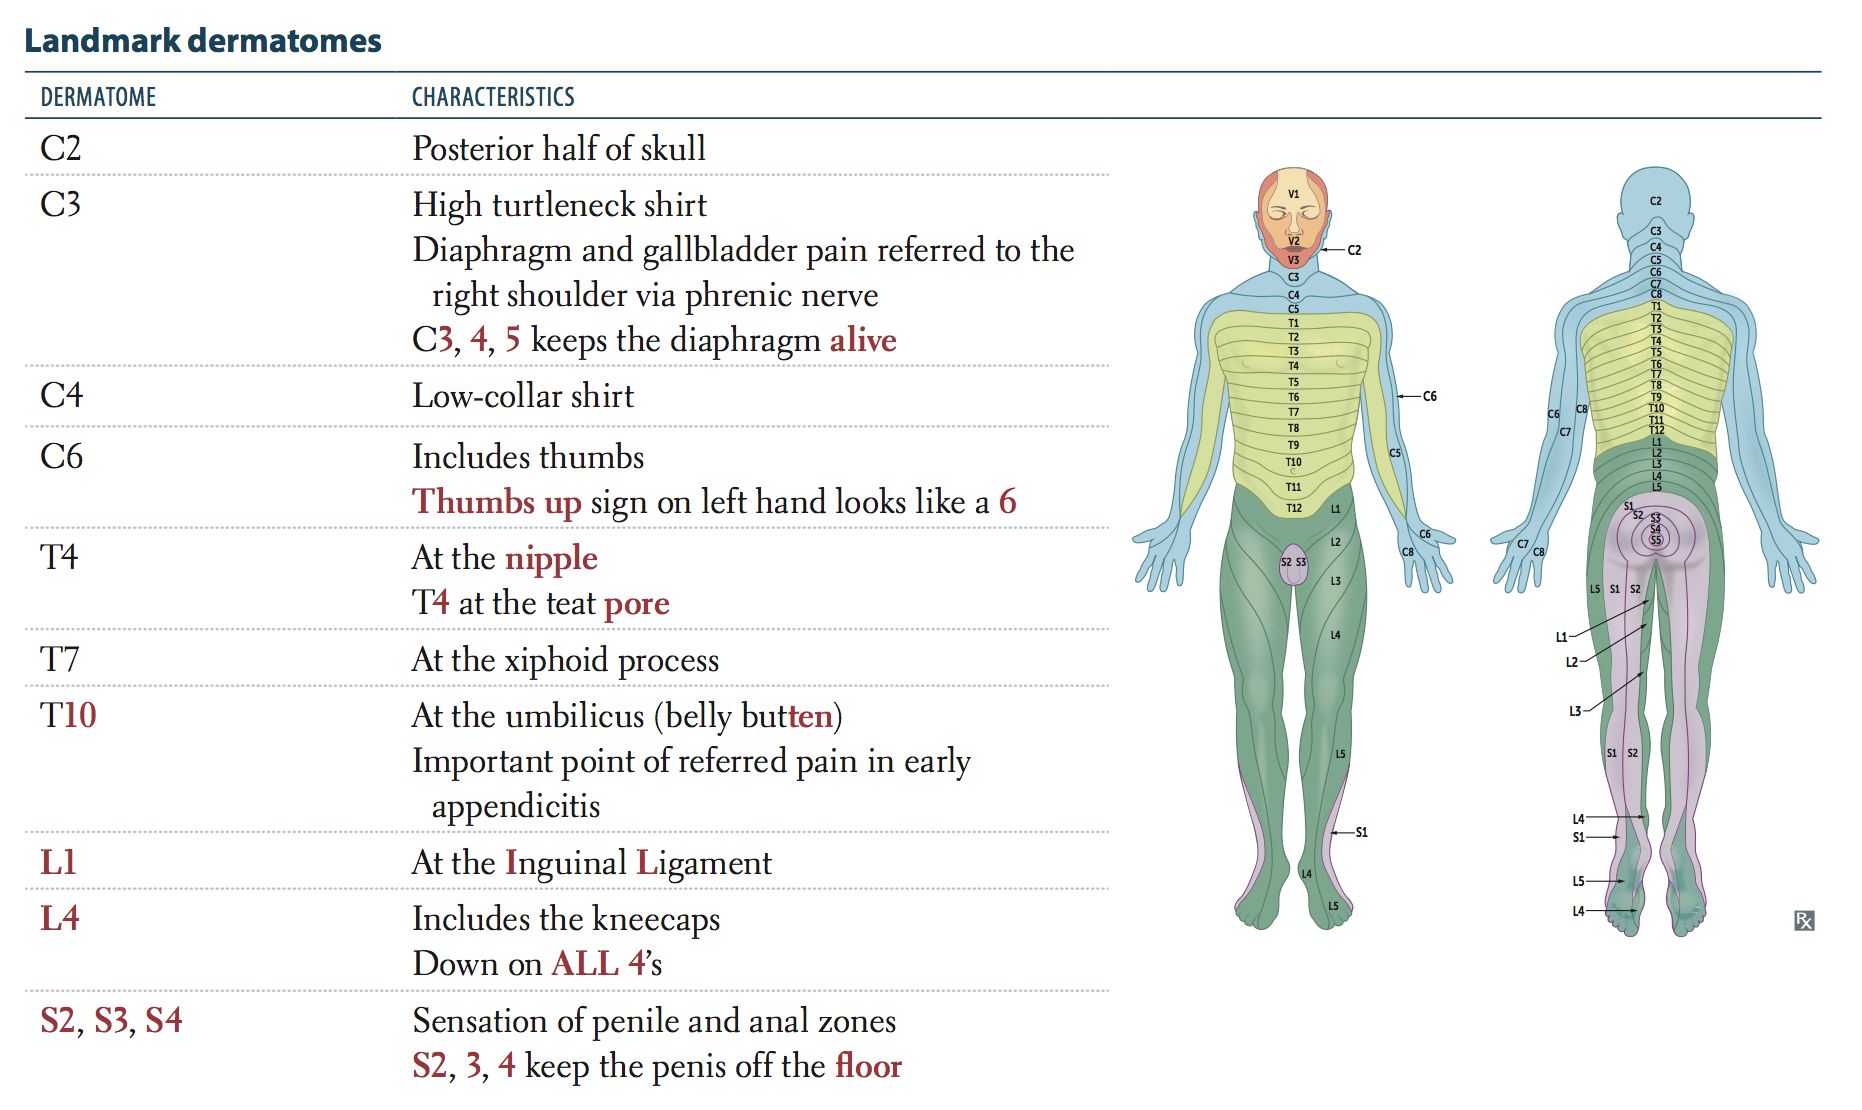 Landmark dermatomes
DERMATOME CHARACTERISTICS
C2 Posterior half of skull
C3 High turtleneck shirt
Diaphragm and gallbladder pain referred to the
right shoulder via phrenic nerve
C3, 4, 5 keeps the diaphragm alive
C4 Low-collar shirt
C6 Includes thumbs
Thumbs up sign on left hand looks like a 6
T4 At the nipple
T4 at the teat pore
T7 At the xiphoid process
T10 At the umbilicus (belly butten)
Important point of referred pain in early
appendicitis
L1 At the Inguinal Ligament
L4 Includes the kneecaps
Down on ALL 4's
S2, S3, S4 Sensation of penile and anal zones
S2, 3, 4 keep the penis off the floor
V1
V2
V3
C2
C3
C4
C5
T1
T2
T3
T4
T5
T6
T7
T8
T9
T10
T11
T12
C6
C5
C6
C8
L1
L2
S2 S3
L3
L4
L5
S1
L4
L5
C2
C3
C4
C5
C6
C7
C8
T1
T2
T3
T4
T5
T6
T7
T8
T9
T10
T11
T12
L1
L2
L3
L4
L5
C6 C8
C7
S1
S2
S3
S4
S5
C7
C8
L5 S1 S2
L1
L2
L3
S1 S2
L4
S1
L5
L4
Rx